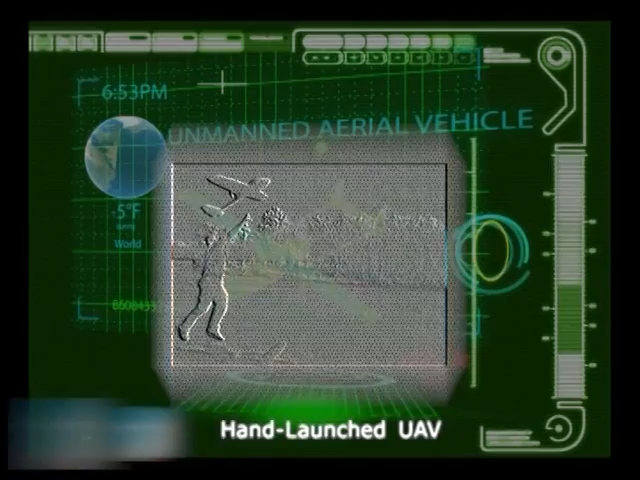 6:53PM
UNMANNED AERIAL VEHICLE
-5°F
World
Hand-Launched UAV